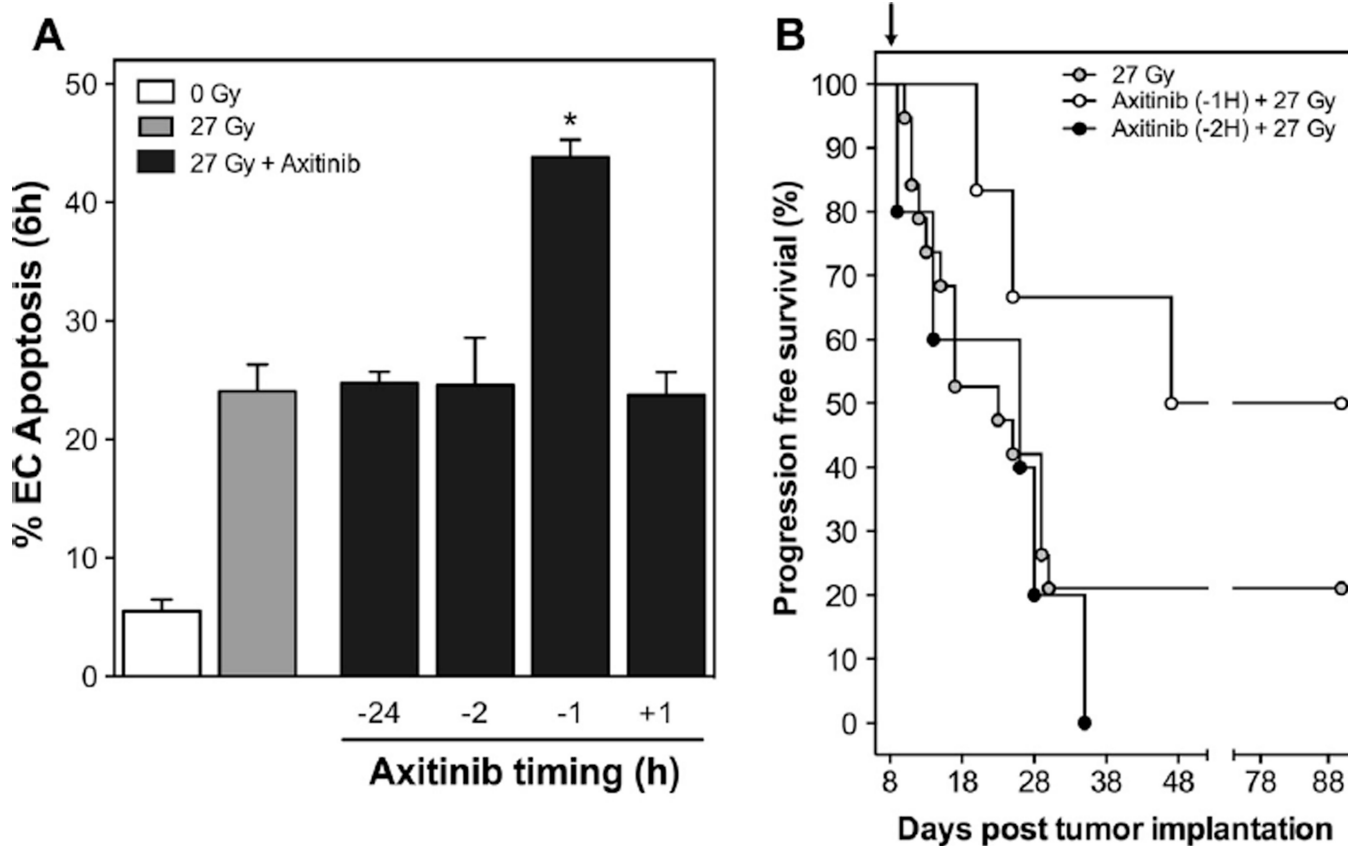 A
% EC Apoptosis (6h)
50
40
30
20
10
0
0 Gy
27 Gy
27 Gy + Axitinib
*
-24 -2 -1 +1
Axitinib timing (h)
B
Progression free survivial (%)
100
90
80
70
60
50
40
30
20
10
0
27 Gy
Axitinib (-1H) + 27 Gy
Axitinib (-2H) + 27 Gy
8 18 28 38 48 78 88
Days post tumor implantation